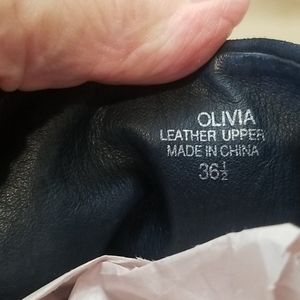 OLIVIA
LEATHER UPPER
MADE IN CHINA
36½